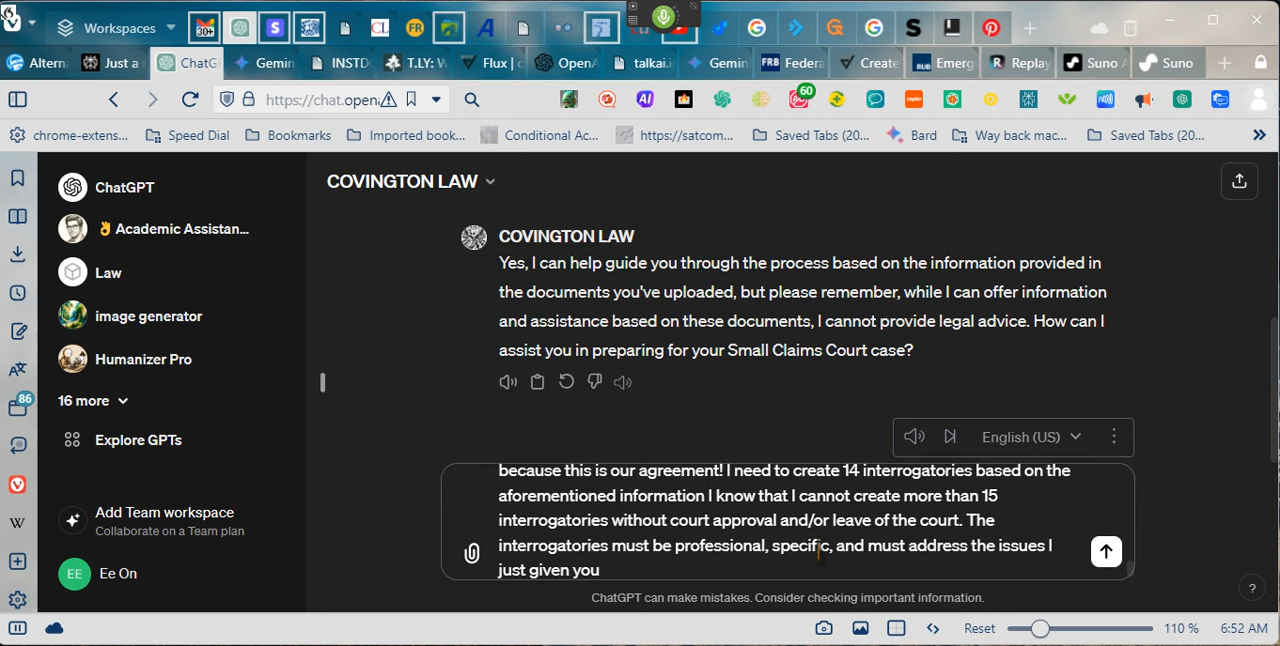 Workspaces
30+
S
CL
FR
A
G
G
S
Altern
Just a
ChatG
Gemin
INSTD
T.LY: W
Flux | c
OpenA
talkai.i
Gemin
FRB Federa
Create
RUB Emerg
R Replay
Suno
Suno
https://chat.open
60
chrome-extens...
Speed Dial
Bookmarks
Imported book...
Conditional Ac...
https://satcom...
Saved Tabs (20...
Bard
Way back mac...
Saved Tabs (20...
ChatGPT
👌 Academic Assistan...
Law
image generator
Humanizer Pro
16 more
Explore GPTs
Add Team workspace
Collaborate on a Team plan
EE Ee On
86
W
COVINGTON LAW
COVINGTON LAW
Yes, I can help guide you through the process based on the information provided in
the documents you've uploaded, but please remember, while I can offer information
and assistance based on these documents, I cannot provide legal advice. How can I
assist you in preparing for your Small Claims Court case?
English (US)
because this is our agreement! I need to create 14 interrogatories based on the
aforementioned information I know that I cannot create more than 15
interrogatories without court approval and/or leave of the court. The
interrogatories must be professional, specific, and must address the issues I
just given you
ChatGPT can make mistakes. Consider checking important information.
?
Reset
110 %
6:52 AM